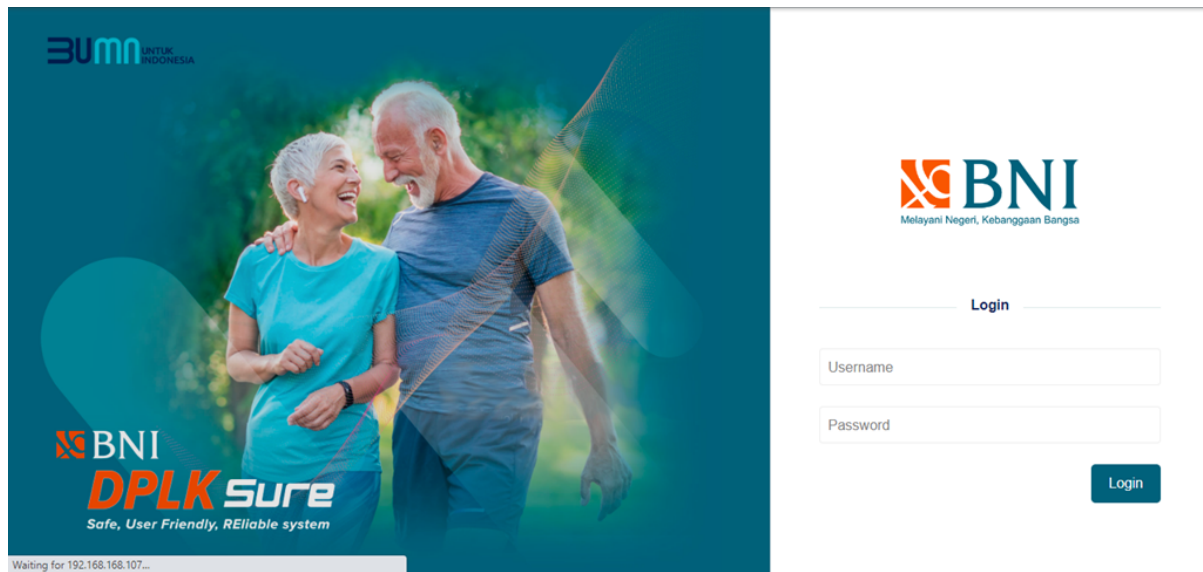 BUMN UNTUK
INDONESIA
BNI
DPLK Sure
Safe, User Friendly, REliable system
Waiting for 192.168.168.107...
BNI
Melayani Negeri, Kebanggaan Bangsa
Login
Username
Password
Login